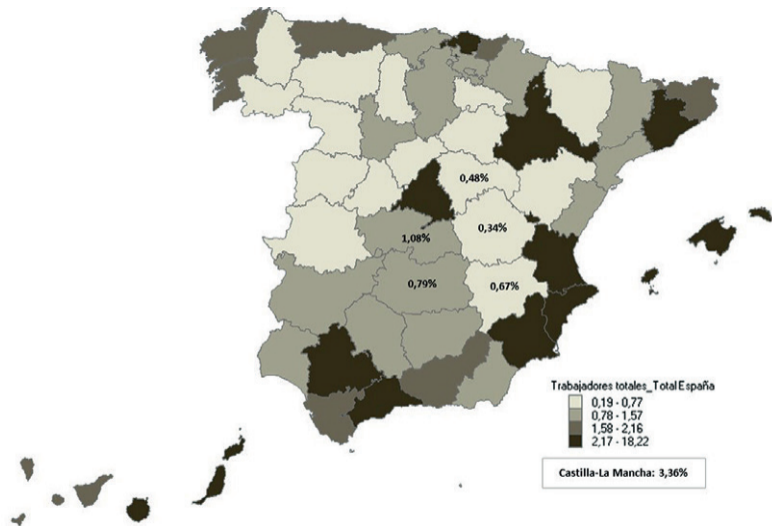 0,48%
0,34%
1,08%
0,79%
0,67%
Trabajadores totales_Total España
0,19 - 0,77
0,78 - 1,57
1,58 - 2,16
2,17 - 18,22
Castilla-La Mancha: 3,36%